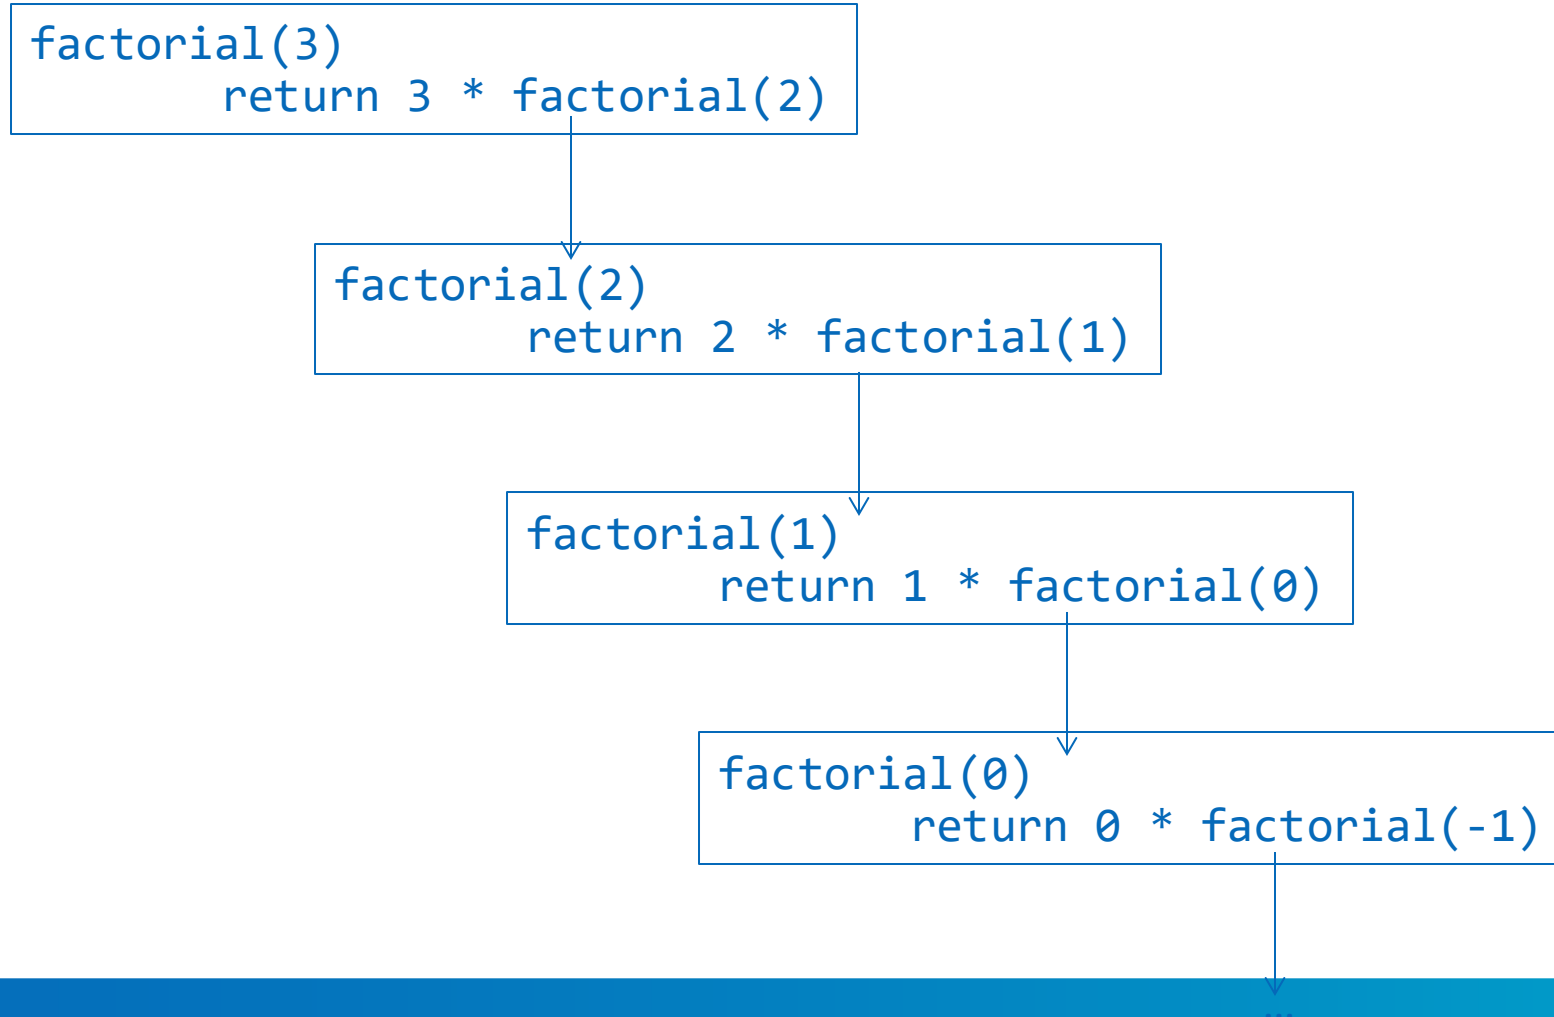 factorial(3)
return 3 * factorial(2)
factorial(2)
return 2 * factorial(1)
factorial(1)
return 1 * factorial(0)
factorial(0)
return 0 * factorial(-1)
…